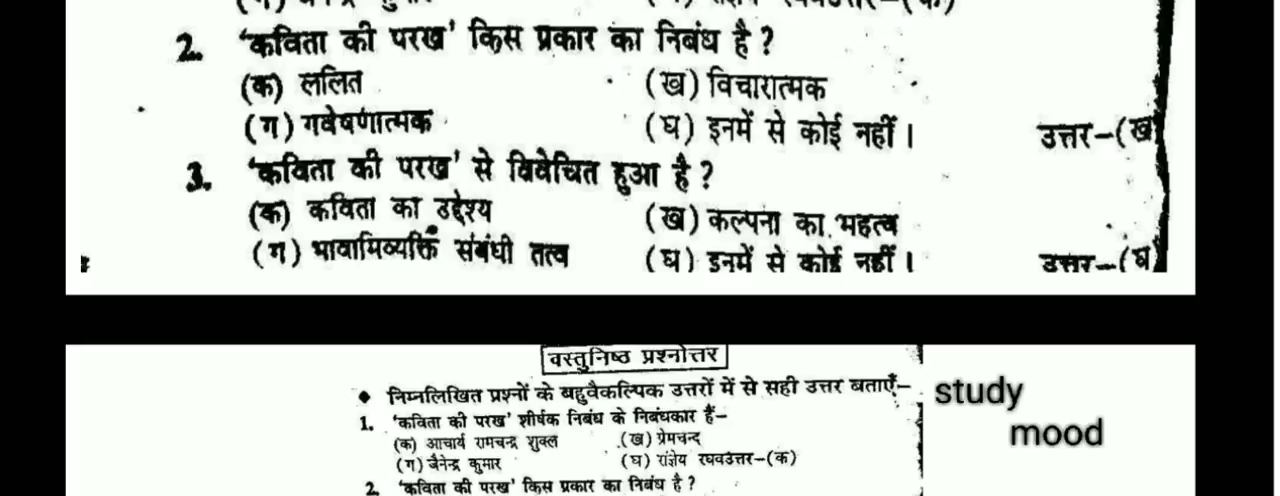 2. 'कविता की परख' किस प्रकार का निबंध है ?
(क) ललित (ख) विचारात्मक
(ग) गवेषणात्मक (घ) इनमें से कोई नहीं । उत्तर–(ख)
3. 'कविता की परख' से विवेचित हुआ है ?
(क) कविता का उद्देश्य (ख) कल्पना का महत्व
(ग) भावाभिव्यक्ति संबंधी तत्व (घ) इनमें से कोई नहीं । उत्तर–(घ)
वस्तुनिष्ठ प्रश्नोत्तर
◆ निम्नलिखित प्रश्नों के बहुवैकल्पिक उत्तरों में से सही उत्तर बताएँ– study
1. 'कविता की परख' शीर्षक निबंध के निबंधकार हैं– mood
(क) आचार्य रामचन्द्र शुक्ल (ख) प्रेमचन्द
(ग) जैनेन्द्र कुमार (घ) रांज्ञेय रघवउत्तर–(क)
2. 'कविता की परख' किस प्रकार का निबंध है ?